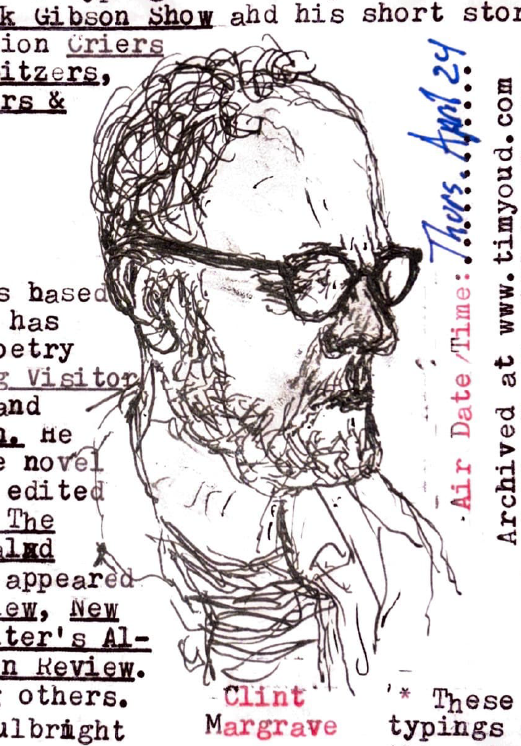 k Gibson Show and his short stor
ion Criers
itzers,
rs &
s based
has
oetry
g Visitor
and
n. He
e novel
edited
The
appeared
iew, New
ter's Al-
n Review.
g others.
ulbright
Clint
Margrave
* These
typings
Air Date/Time: Thurs. April 24
Archived at www.timyoud.com